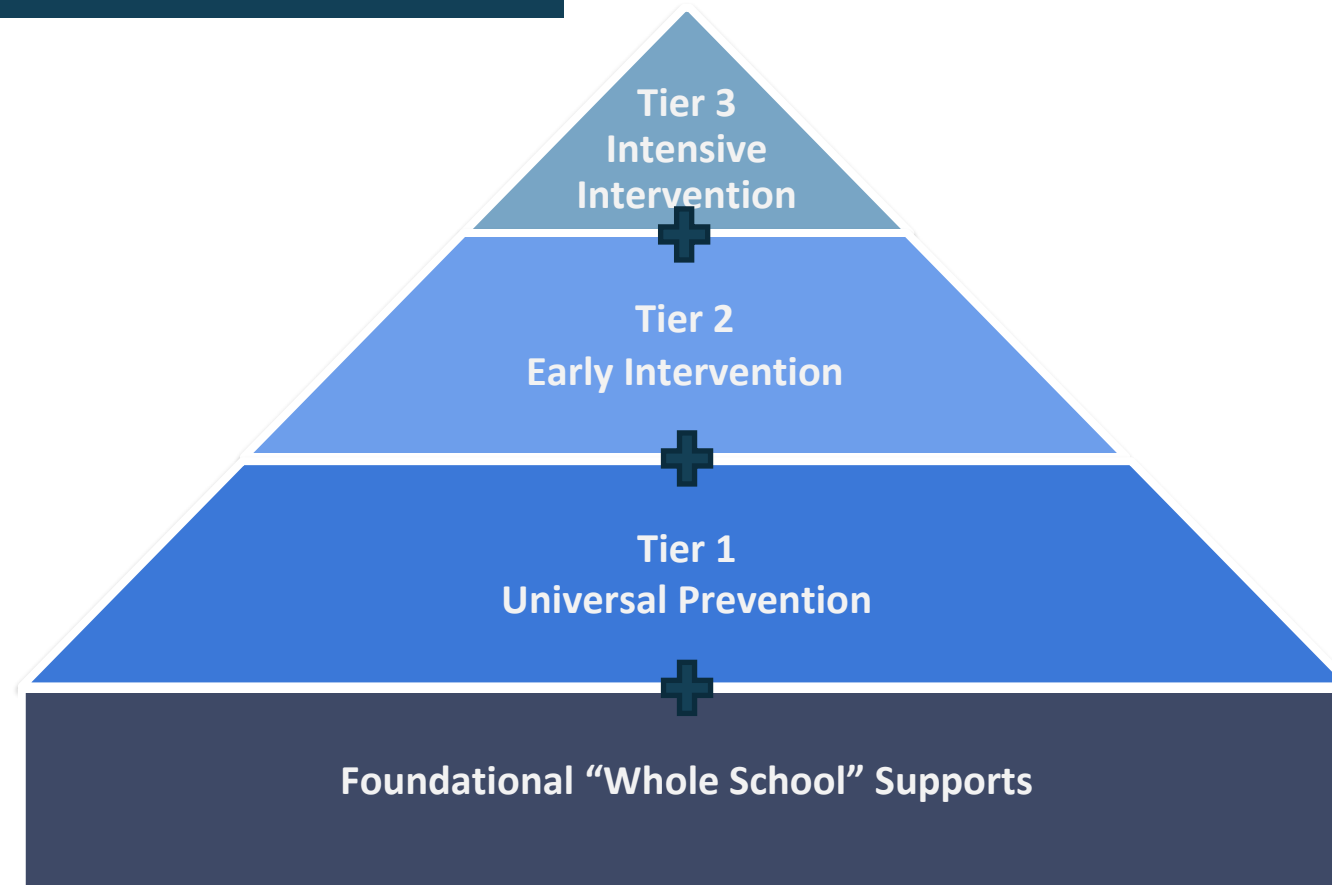 Tier 3
Intensive
Intervention
Tier 2
Early Intervention
Tier 1
Universal Prevention
Foundational “Whole School” Supports